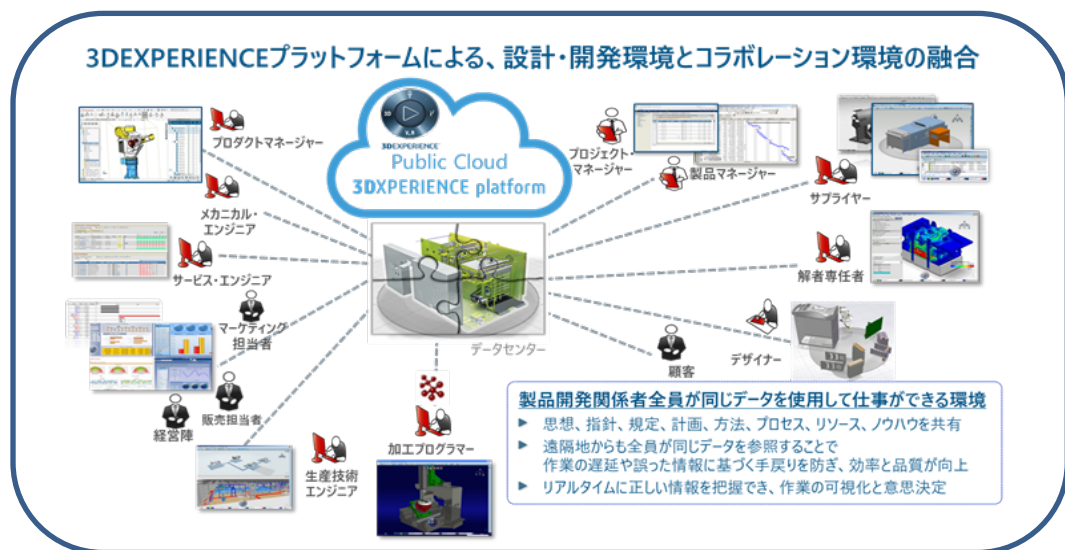 3DEXPERIENCEプラットフォームによる、設計・開発環境とコラボレーション環境の融合
プロダクトマネージャー
メカニカル・
エンジニア
サービス・エンジニア
マーケティング
担当者
販売担当者
経営陣
生産技術
エンジニア
加工プログラマー
3D
V.R
3DEXPERIENCE
Public Cloud
3DXPERIENCE platform
データセンター
プロジェクト・
マネージャー
製品マネージャー
サプライヤー
解者専任者
デザイナー
顧客
製品開発関係者全員が同じデータを使用して仕事ができる環境
► 思想、指針、規定、計画、方法、プロセス、リソース、ノウハウを共有
► 遠隔地からも全員が同じデータを参照することで
作業の遅延や誤った情報に基づく手戻りを防ぎ、効率と品質が向上
► リアルタイムに正しい情報を把握でき、作業の可視化と意思決定